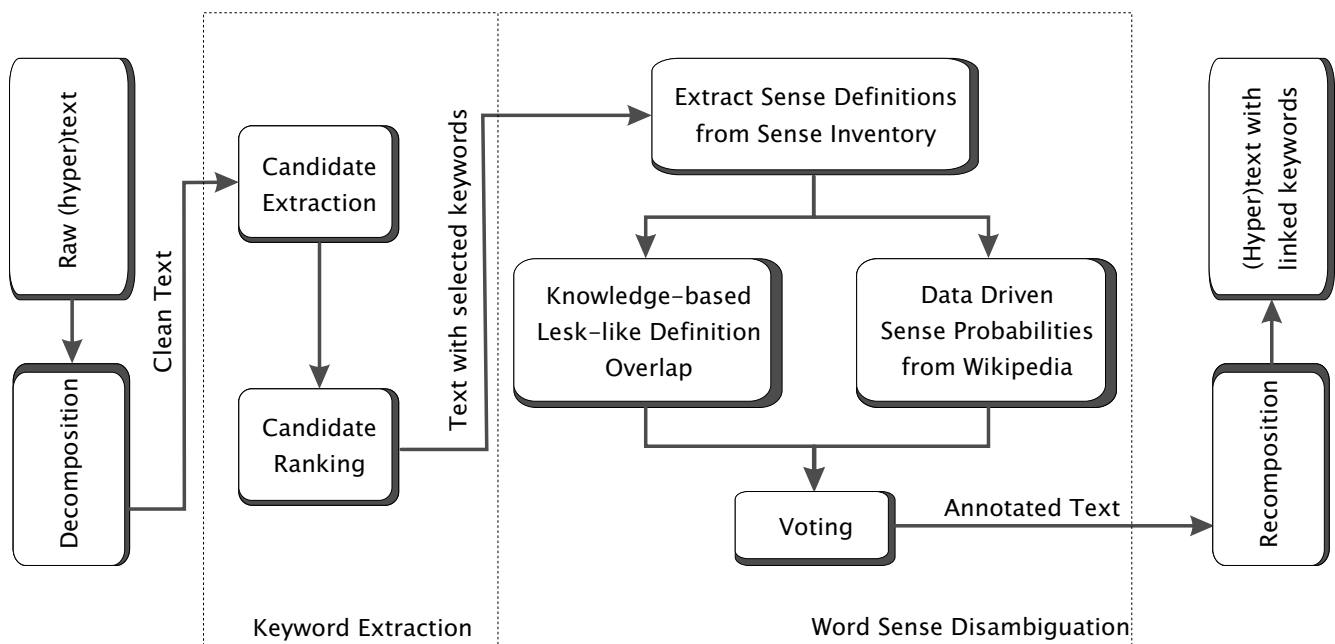 Raw (hyper)text
Decomposition
Clean Text
Candidate
Extraction
Candidate
Ranking
Keyword Extraction
Text with selected keywords
Extract Sense Definitions
from Sense Inventory
Knowledge-based
Lesk-like Definition
Overlap
Data Driven
Sense Probabilities
from Wikipedia
Voting
Annotated Text
Word Sense Disambiguation
Recomposition
(Hyper)text with
linked keywords